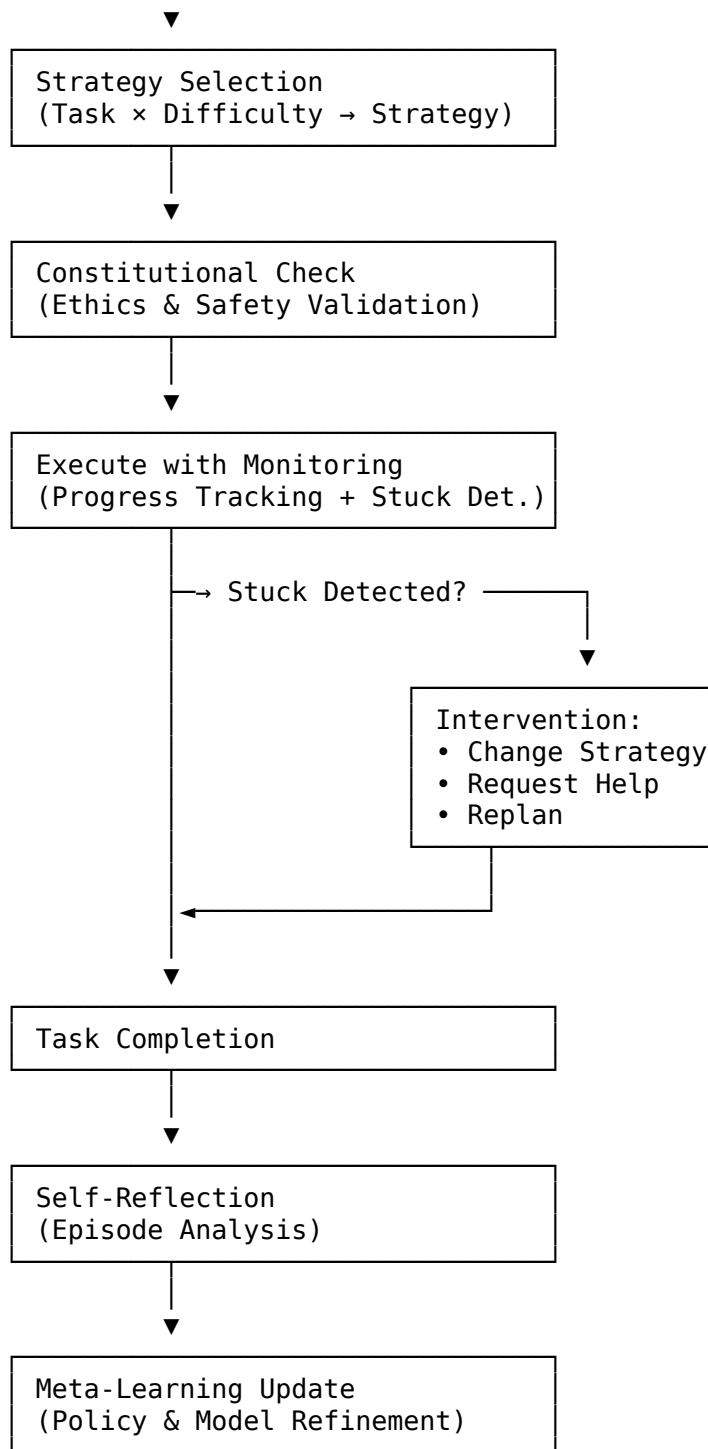 Strategy Selection
(Task × Difficulty → Strategy)
Constitutional Check
(Ethics & Safety Validation)
Execute with Monitoring
(Progress Tracking + Stuck Det.)
→ Stuck Detected?
Intervention:
• Change Strategy
• Request Help
• Replan
Task Completion
Self-Reflection
(Episode Analysis)
Meta-Learning Update
(Policy & Model Refinement)